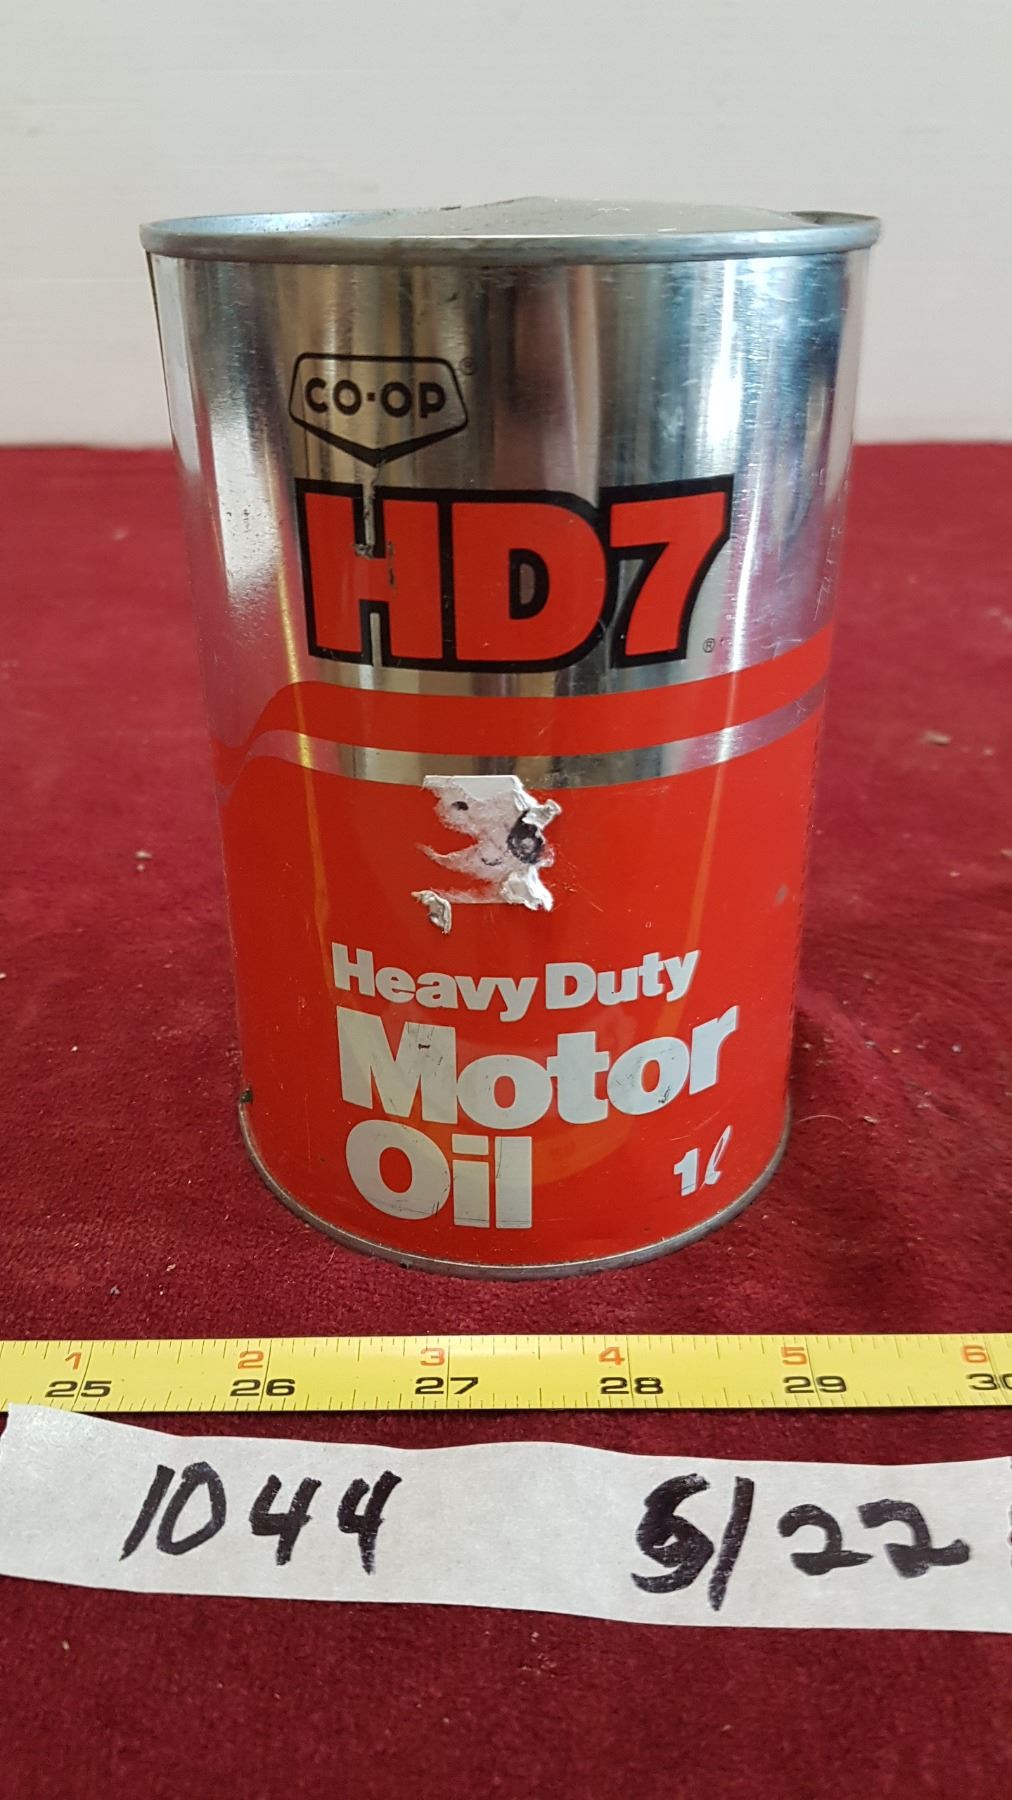 CO-OP ®
HD7 ®
6
Heavy Duty
Motor
Oil
1ℓ
1 2 3 4 5 6
25 26 27 28 29 30
1044 5/22